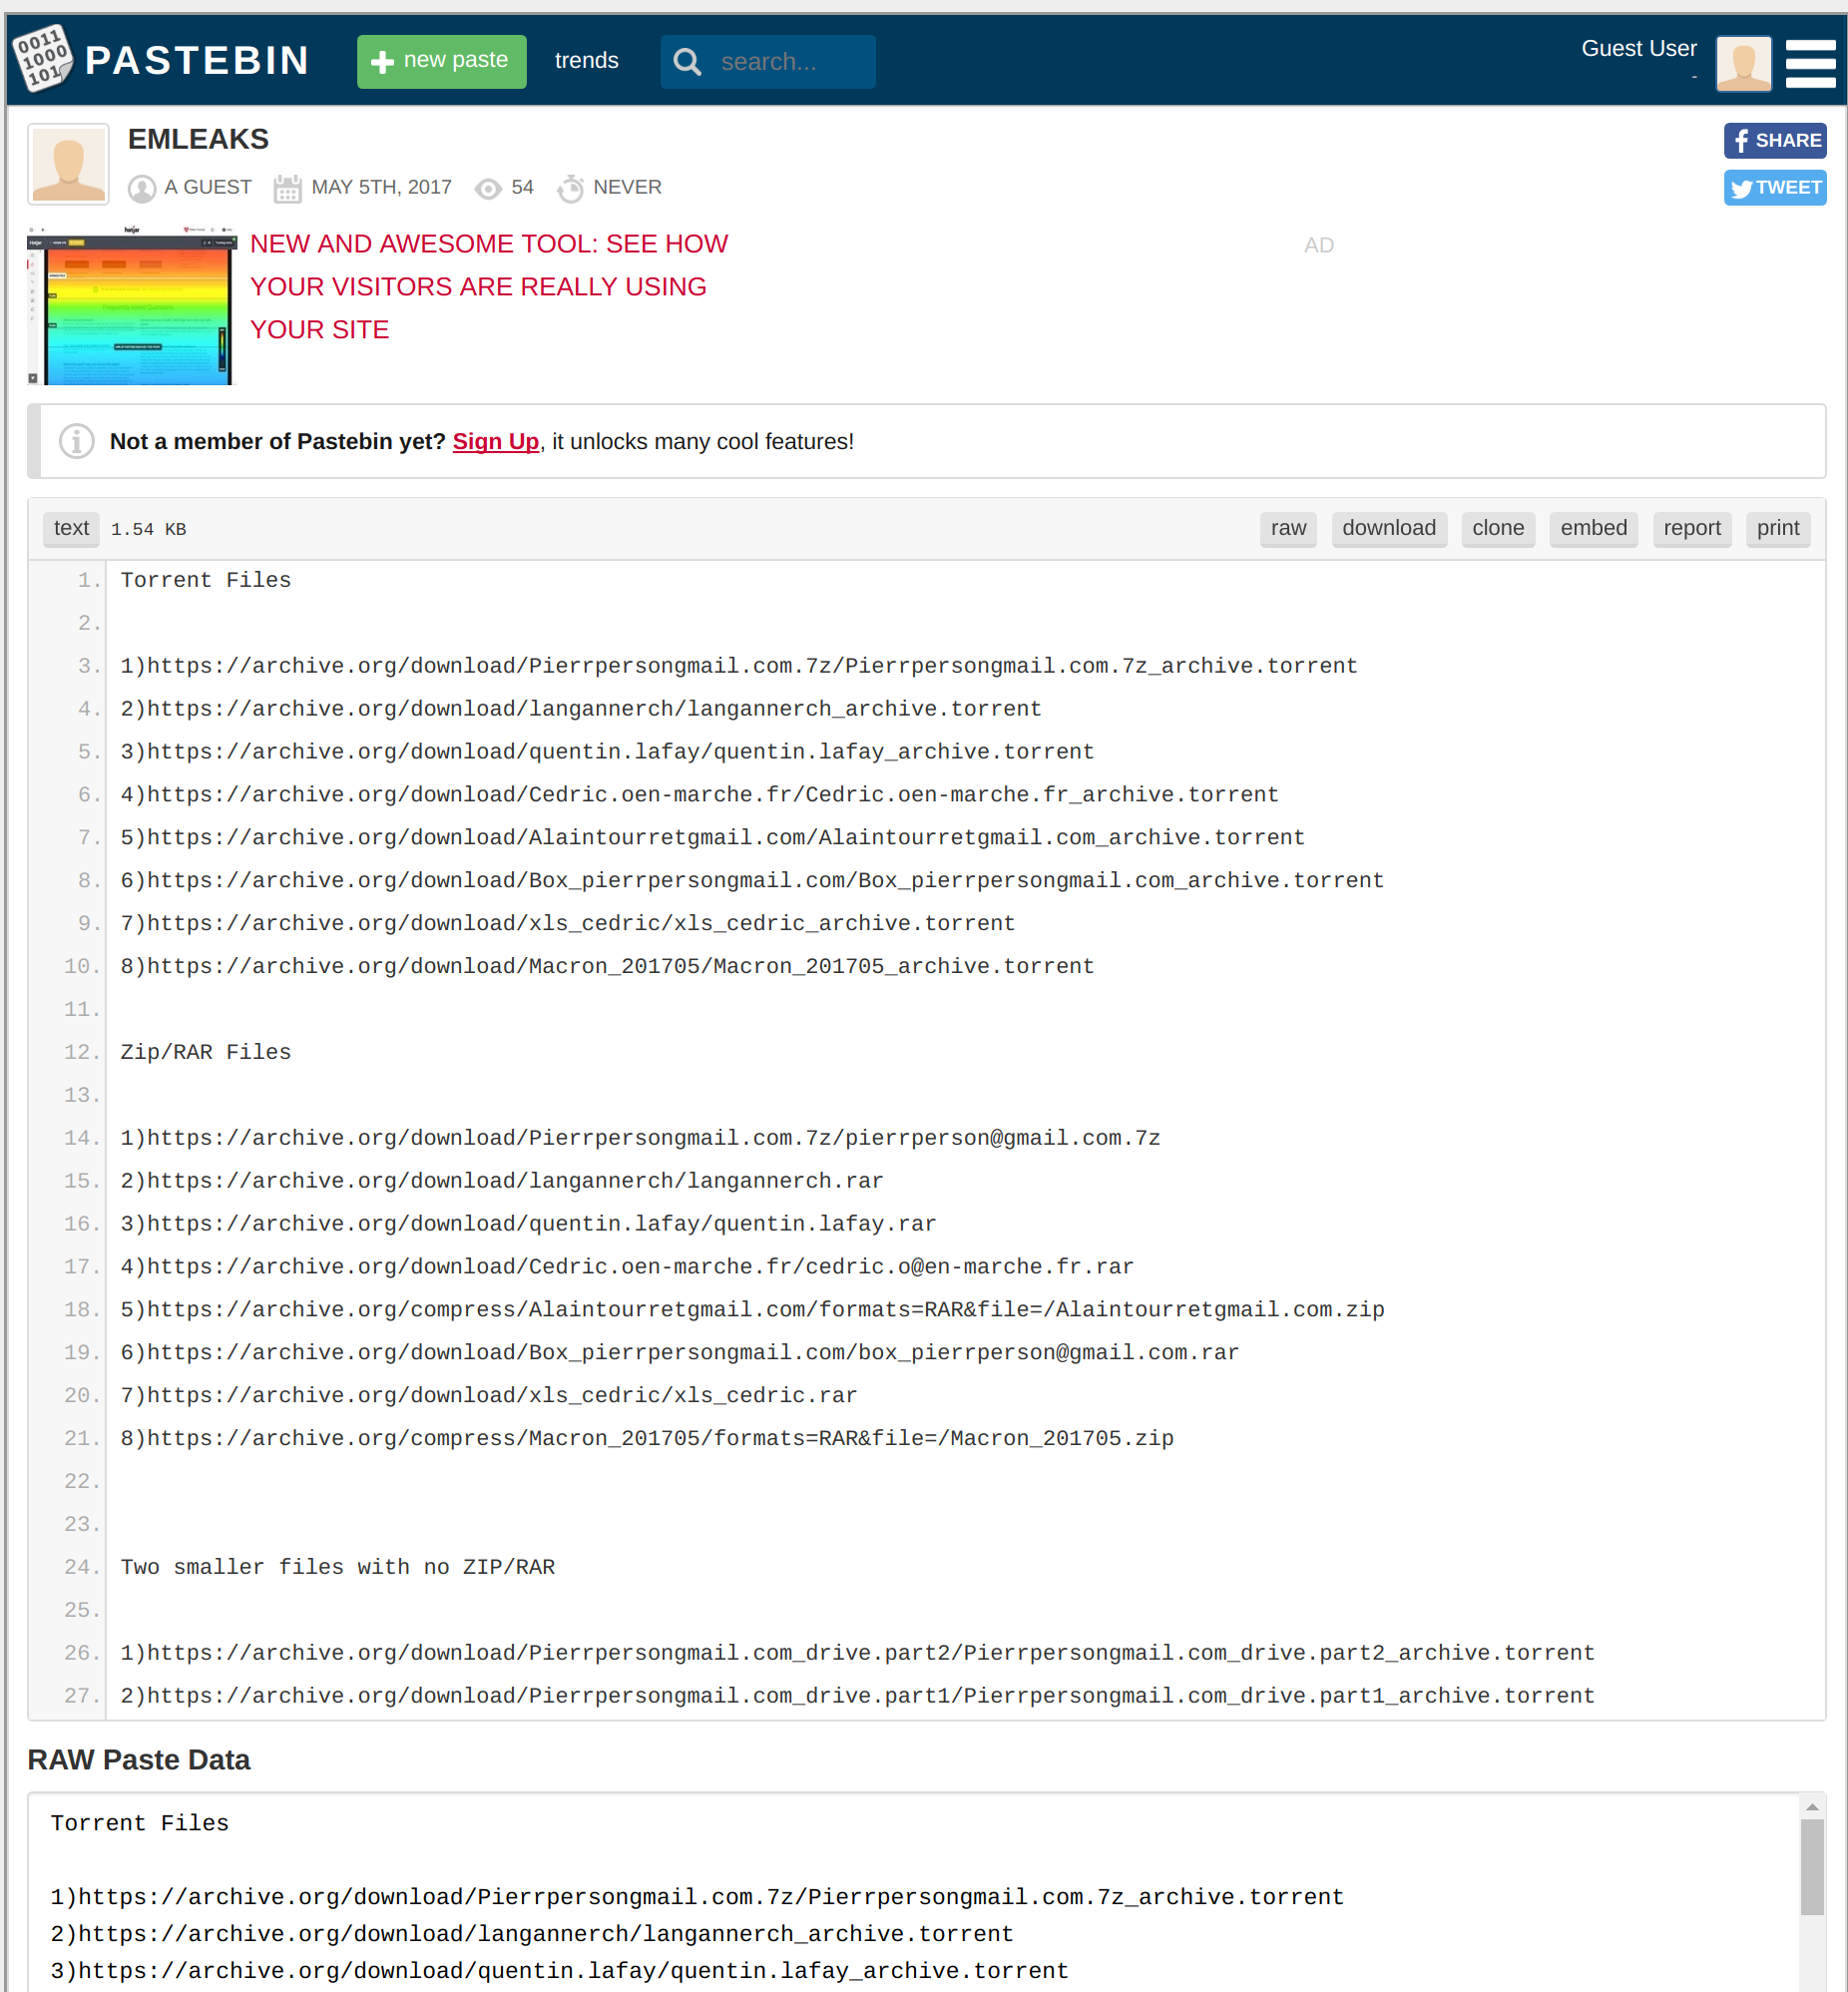 0011
1000
101
PASTEBIN
new paste
trends
search...
Guest User
-
EMLEAKS
A GUEST MAY 5TH, 2017 54 NEVER
SHARE
TWEET
NEW AND AWESOME TOOL: SEE HOW
YOUR VISITORS ARE REALLY USING
YOUR SITE
AD
Not a member of Pastebin yet? Sign Up, it unlocks many cool features!
text 1.54 KB raw download clone embed report print
1. Torrent Files
2.
3. 1)https://archive.org/download/Pierrpersongmail.com.7z/Pierrpersongmail.com.7z_archive.torrent
4. 2)https://archive.org/download/langannerch/langannerch_archive.torrent
5. 3)https://archive.org/download/quentin.lafay/quentin.lafay_archive.torrent
6. 4)https://archive.org/download/Cedric.oen-marche.fr/Cedric.oen-marche.fr_archive.torrent
7. 5)https://archive.org/download/Alaintourretgmail.com/Alaintourretgmail.com_archive.torrent
8. 6)https://archive.org/download/Box_pierrpersongmail.com/Box_pierrpersongmail.com_archive.torrent
9. 7)https://archive.org/download/xls_cedric/xls_cedric_archive.torrent
10. 8)https://archive.org/download/Macron_201705/Macron_201705_archive.torrent
11.
12. Zip/RAR Files
13.
14. 1)https://archive.org/download/Pierrpersongmail.com.7z/pierrperson@gmail.com.7z
15. 2)https://archive.org/download/langannerch/langannerch.rar
16. 3)https://archive.org/download/quentin.lafay/quentin.lafay.rar
17. 4)https://archive.org/download/Cedric.oen-marche.fr/cedric.o@en-marche.fr.rar
18. 5)https://archive.org/compress/Alaintourretgmail.com/formats=RAR&file=/Alaintourretgmail.com.zip
19. 6)https://archive.org/download/Box_pierrpersongmail.com/box_pierrperson@gmail.com.rar
20. 7)https://archive.org/download/xls_cedric/xls_cedric.rar
21. 8)https://archive.org/compress/Macron_201705/formats=RAR&file=/Macron_201705.zip
22.
23.
24. Two smaller files with no ZIP/RAR
25.
26. 1)https://archive.org/download/Pierrpersongmail.com_drive.part2/Pierrpersongmail.com_drive.part2_archive.torrent
27. 2)https://archive.org/download/Pierrpersongmail.com_drive.part1/Pierrpersongmail.com_drive.part1_archive.torrent
RAW Paste Data
Torrent Files
1)https://archive.org/download/Pierrpersongmail.com.7z/Pierrpersongmail.com.7z_archive.torrent
2)https://archive.org/download/langannerch/langannerch_archive.torrent
3)https://archive.org/download/quentin.lafay/quentin.lafay_archive.torrent